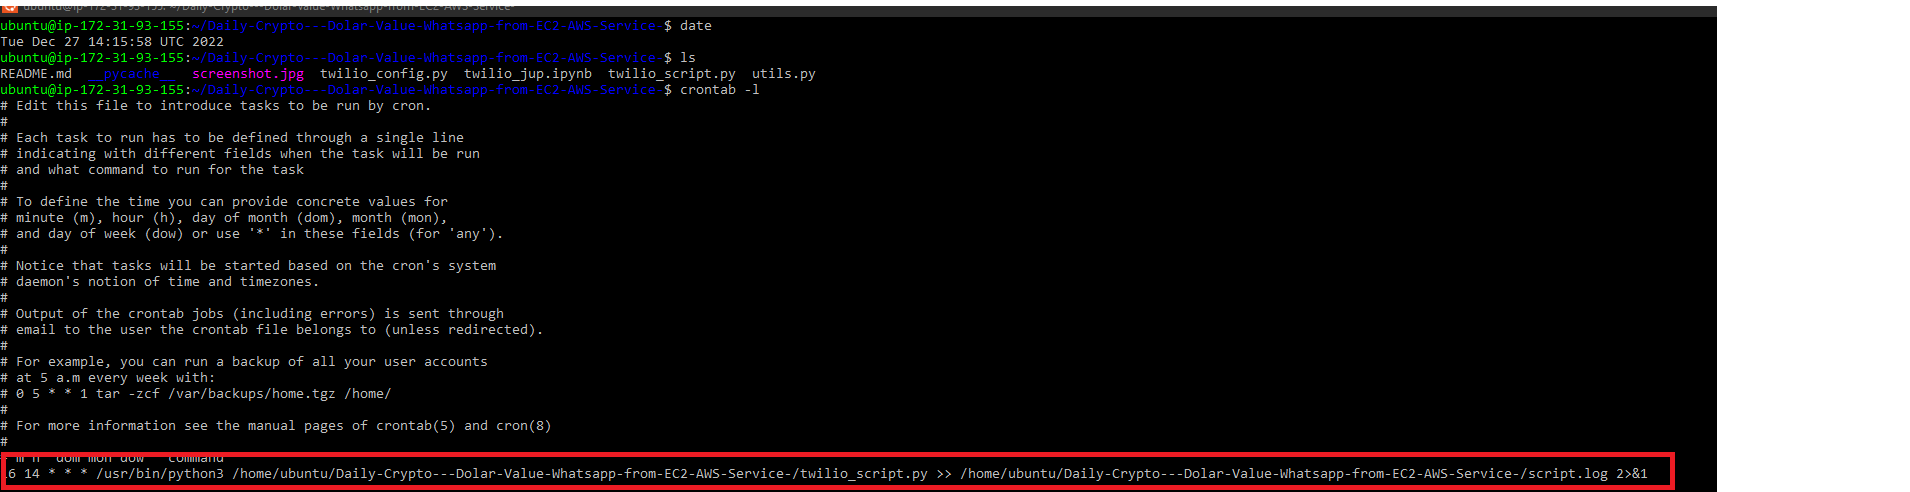 ubuntu@ip-172-31-93-155: ~/Daily-Crypto---Dolar-Value-Whatsapp-from-EC2-AWS-Service-
ubuntu@ip-172-31-93-155:~/Daily-Crypto---Dolar-Value-Whatsapp-from-EC2-AWS-Service-$ date
Tue Dec 27 14:15:58 UTC 2022
ubuntu@ip-172-31-93-155:~/Daily-Crypto---Dolar-Value-Whatsapp-from-EC2-AWS-Service-$ ls
README.md  __pycache__  screenshot.jpg  twilio_config.py  twilio_jup.ipynb  twilio_script.py  utils.py
ubuntu@ip-172-31-93-155:~/Daily-Crypto---Dolar-Value-Whatsapp-from-EC2-AWS-Service-$ crontab -l
# Edit this file to introduce tasks to be run by cron.
#
# Each task to run has to be defined through a single line
# indicating with different fields when the task will be run
# and what command to run for the task
#
# To define the time you can provide concrete values for
# minute (m), hour (h), day of month (dom), month (mon),
# and day of week (dow) or use '*' in these fields (for 'any').
#
# Notice that tasks will be started based on the cron's system
# daemon's notion of time and timezones.
#
# Output of the crontab jobs (including errors) is sent through
# email to the user the crontab file belongs to (unless redirected).
#
# For example, you can run a backup of all your user accounts
# at 5 a.m every week with:
# 0 5 * * 1 tar -zcf /var/backups/home.tgz /home/
#
# For more information see the manual pages of crontab(5) and cron(8)
#
m h  dom mon dow   command
6 14 * * * /usr/bin/python3 /home/ubuntu/Daily-Crypto---Dolar-Value-Whatsapp-from-EC2-AWS-Service-/twilio_script.py >> /home/ubuntu/Daily-Crypto---Dolar-Value-Whatsapp-from-EC2-AWS-Service-/script.log 2>&1